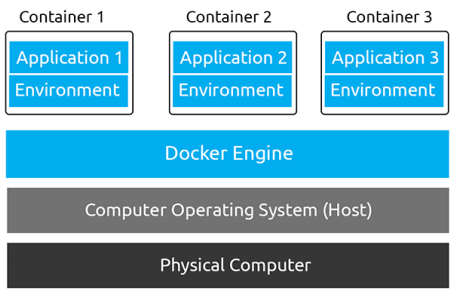 Container 1
Container 2
Container 3
Application 1
Application 2
Application 3
Environment
Environment
Environment
Docker Engine
Computer Operating System (Host)
Physical Computer